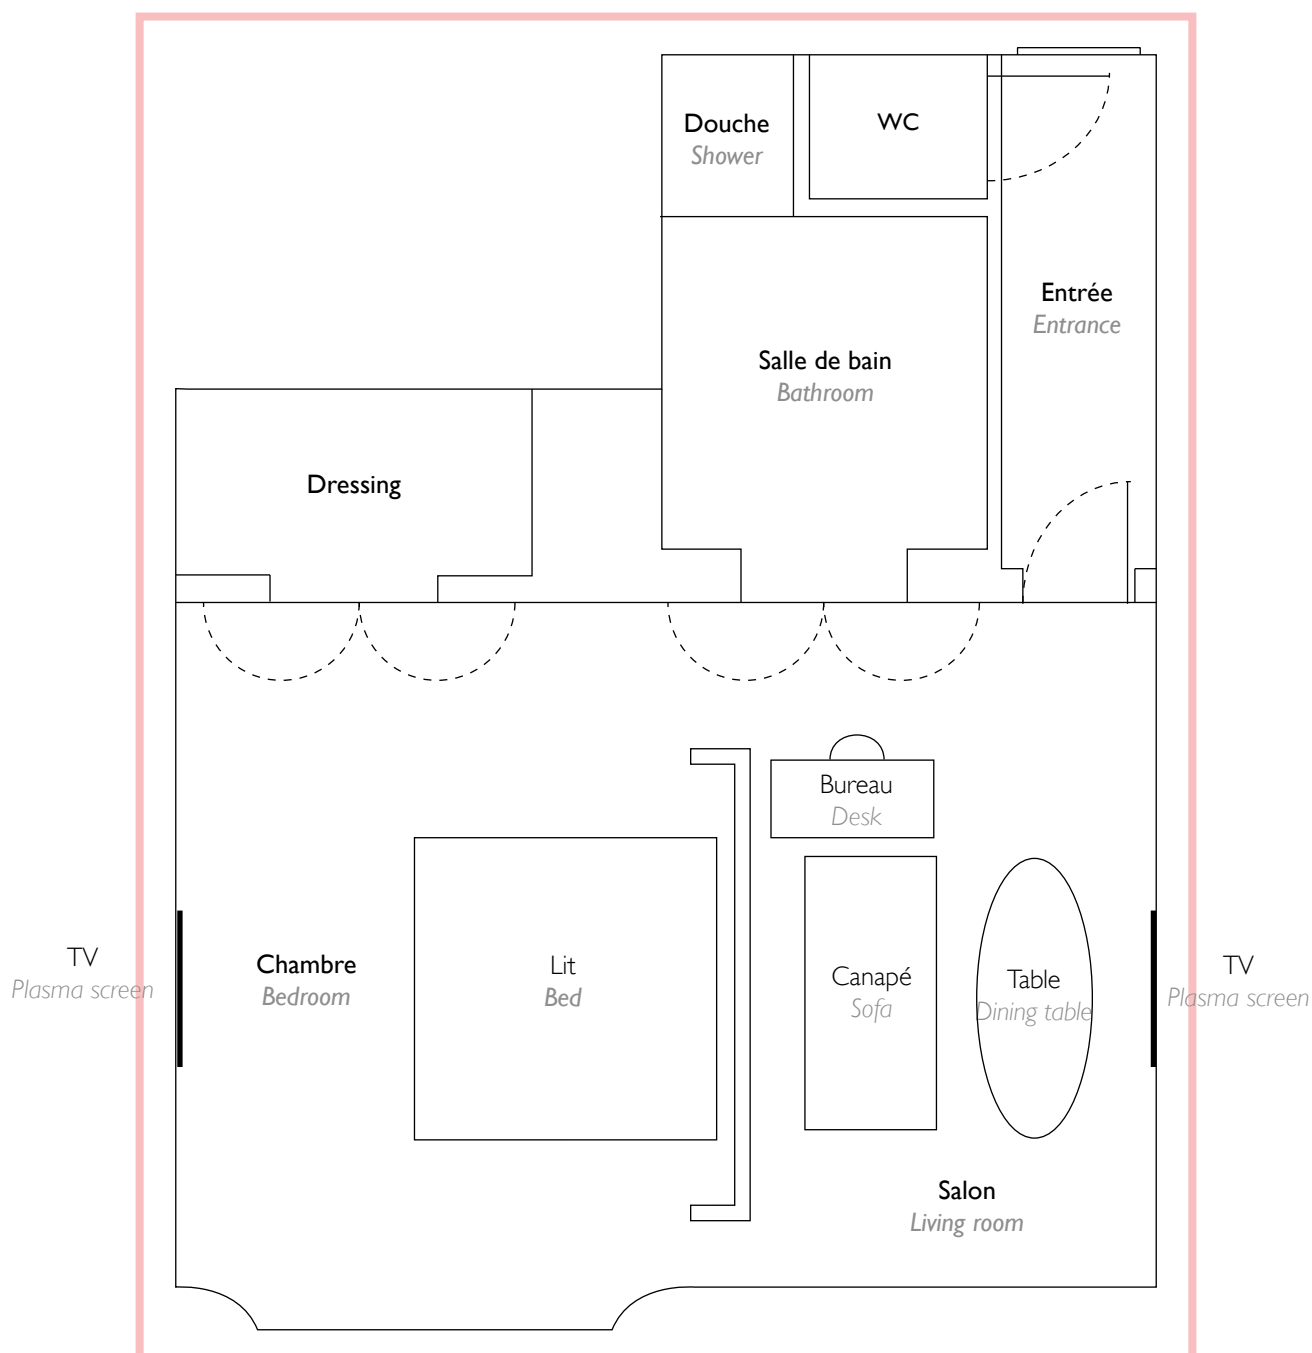 Douche
Shower
WC
Entrée
Entrance
Salle de bain
Bathroom
Dressing
Bureau
Desk
TV
Plasma screen
Chambre
Bedroom
Lit
Bed
Canapé
Sofa
Table
Dining table
TV
Plasma screen
Salon
Living room